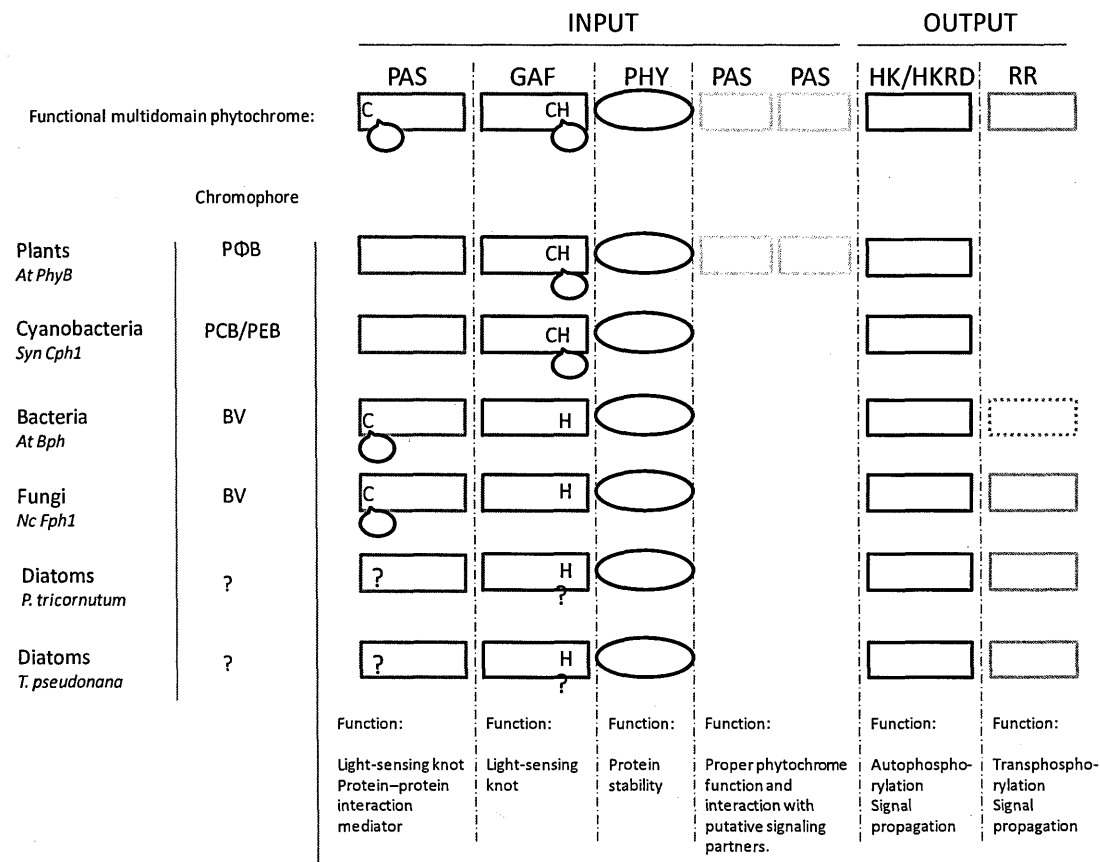 INPUT OUTPUT
PAS GAF PHY PAS PAS HK/HKRD RR
Functional multidomain phytochrome: C CH
Chromophore
Plants PΦB CH
At PhyB
Cyanobacteria PCB/PEB CH
Syn Cph1
Bacteria BV C H
At Bph
Fungi BV C H
Nc Fph1
Diatoms ? ? H ?
P. tricornutum
Diatoms ? ? H ?
T. pseudonana
Function: Function: Function: Function: Function: Function:
Light-sensing knot Light-sensing Protein Proper phytochrome Autophospho- Transphospho-
Protein–protein knot stability function and rylation rylation
interaction interaction with Signal Signal
mediator putative signaling propagation propagation
partners.